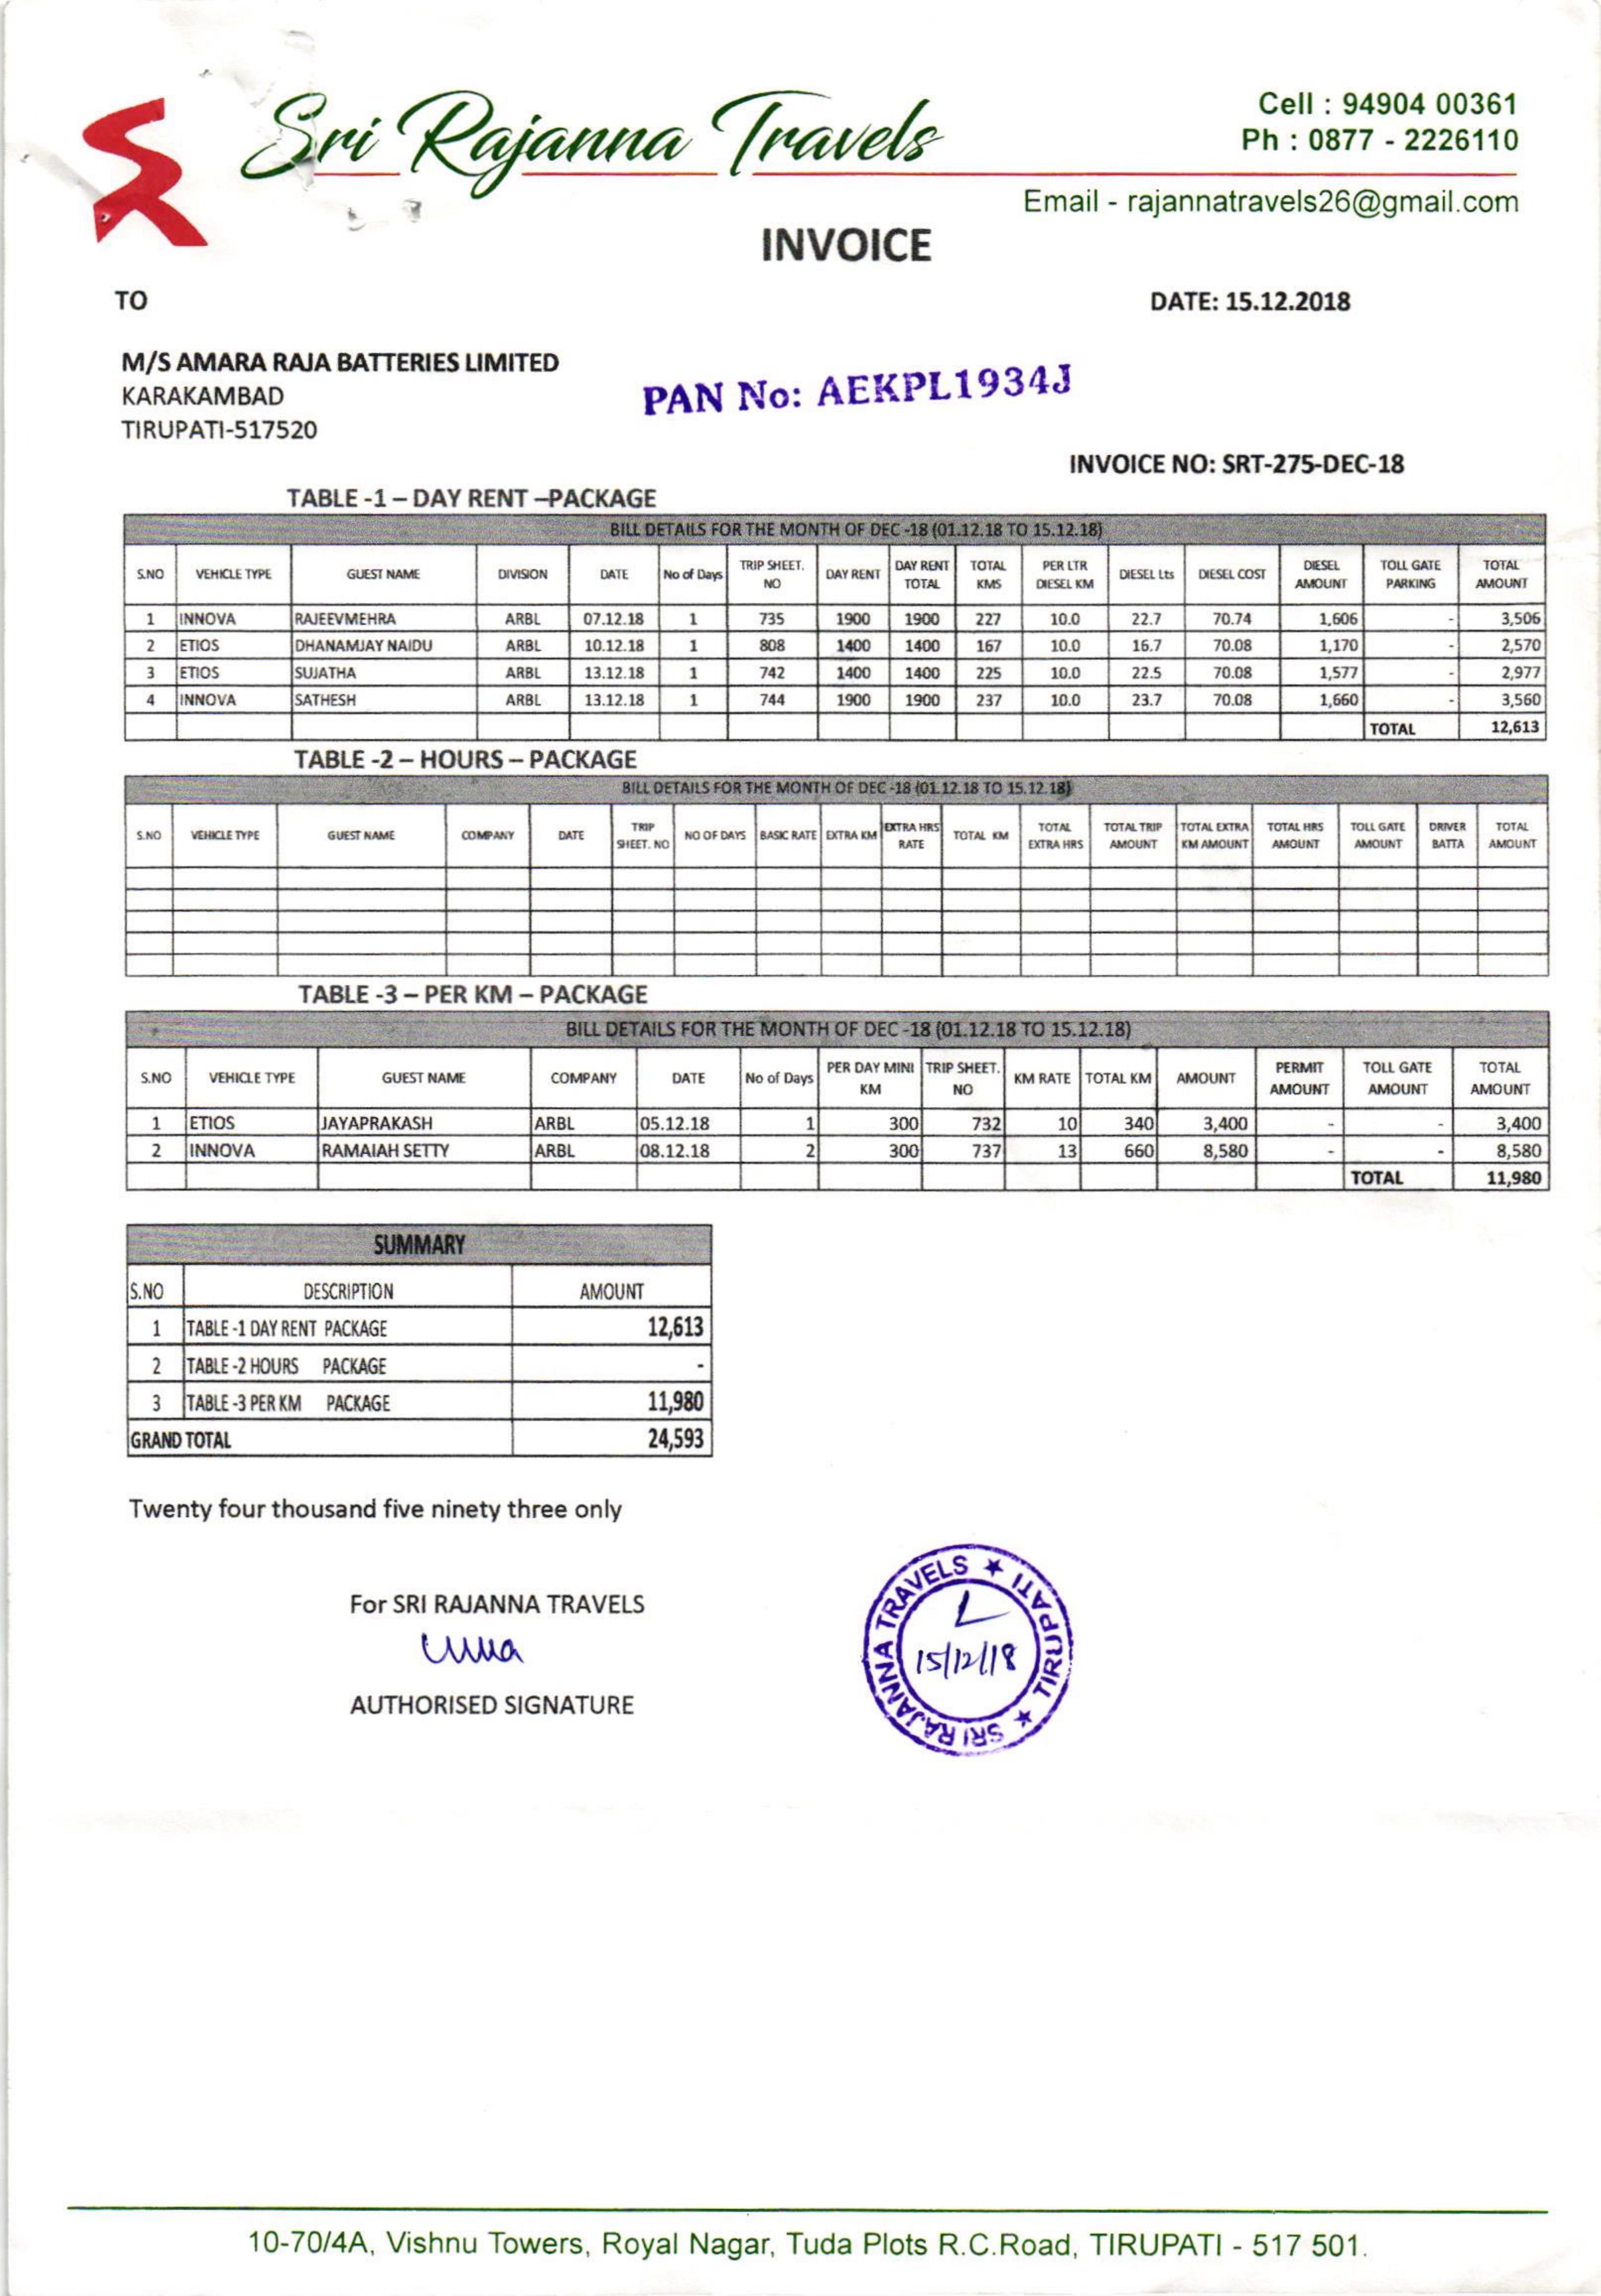 Sri Rajanna Travels
Cell : 94904 00361
Ph : 0877 - 2226110
Email - rajannatravels26@gmail.com
INVOICE
TO
DATE: 15.12.2018
M/S AMARA RAJA BATTERIES LIMITED
KARAKAMBAD
PAN No: AEKPL1934J
TIRUPATI-517520
INVOICE NO: SRT-275-DEC-18
TABLE -1 – DAY RENT –PACKAGE
BILL DETAILS FOR THE MONTH OF DEC -18 (01.12.18 TO 15.12.18)
S.NO VEHICLE TYPE GUEST NAME DIVISION DATE No of Days TRIP SHEET. NO DAY RENT DAY RENT TOTAL TOTAL KMS PER LTR DIESEL KM DIESEL Lts DIESEL COST DIESEL AMOUNT TOLL GATE PARKING TOTAL AMOUNT
1 INNOVA RAJEEVMEHRA ARBL 07.12.18 1 735 1900 1900 227 10.0 22.7 70.74 1,606 - 3,506
2 ETIOS DHANAMJAY NAIDU ARBL 10.12.18 1 808 1400 1400 167 10.0 16.7 70.08 1,170 - 2,570
3 ETIOS SUJATHA ARBL 13.12.18 1 742 1400 1400 225 10.0 22.5 70.08 1,577 - 2,977
4 INNOVA SATHESH ARBL 13.12.18 1 744 1900 1900 237 10.0 23.7 70.08 1,660 - 3,560
TOTAL 12,613
TABLE -2 – HOURS – PACKAGE
BILL DETAILS FOR THE MONTH OF DEC -18 (01.12.18 TO 15.12.18)
S.NO VEHICLE TYPE GUEST NAME COMPANY DATE TRIP SHEET. NO NO OF DAYS BASIC RATE EXTRA KM EXTRA HRS RATE TOTAL KM TOTAL EXTRA HRS TOTAL TRIP AMOUNT TOTAL EXTRA KM AMOUNT TOTAL HRS AMOUNT TOLL GATE AMOUNT DRIVER BATTA TOTAL AMOUNT
TABLE -3 – PER KM – PACKAGE
BILL DETAILS FOR THE MONTH OF DEC -18 (01.12.18 TO 15.12.18)
S.NO VEHICLE TYPE GUEST NAME COMPANY DATE No of Days PER DAY MINI KM TRIP SHEET. NO KM RATE TOTAL KM AMOUNT PERMIT AMOUNT TOLL GATE AMOUNT TOTAL AMOUNT
1 ETIOS JAYAPRAKASH ARBL 05.12.18 1 300 732 10 340 3,400 - - 3,400
2 INNOVA RAMAIAH SETTY ARBL 08.12.18 2 300 737 13 660 8,580 - - 8,580
TOTAL 11,980
SUMMARY
S.NO DESCRIPTION AMOUNT
1 TABLE -1 DAY RENT PACKAGE 12,613
2 TABLE -2 HOURS PACKAGE -
3 TABLE -3 PER KM PACKAGE 11,980
GRAND TOTAL 24,593
Twenty four thousand five ninety three only
For SRI RAJANNA TRAVELS
AUTHORISED SIGNATURE
SRI RAJANNA TRAVELS ★ TIRUPATI ★
15/12/18
10-70/4A, Vishnu Towers, Royal Nagar, Tuda Plots R.C.Road, TIRUPATI - 517 501.